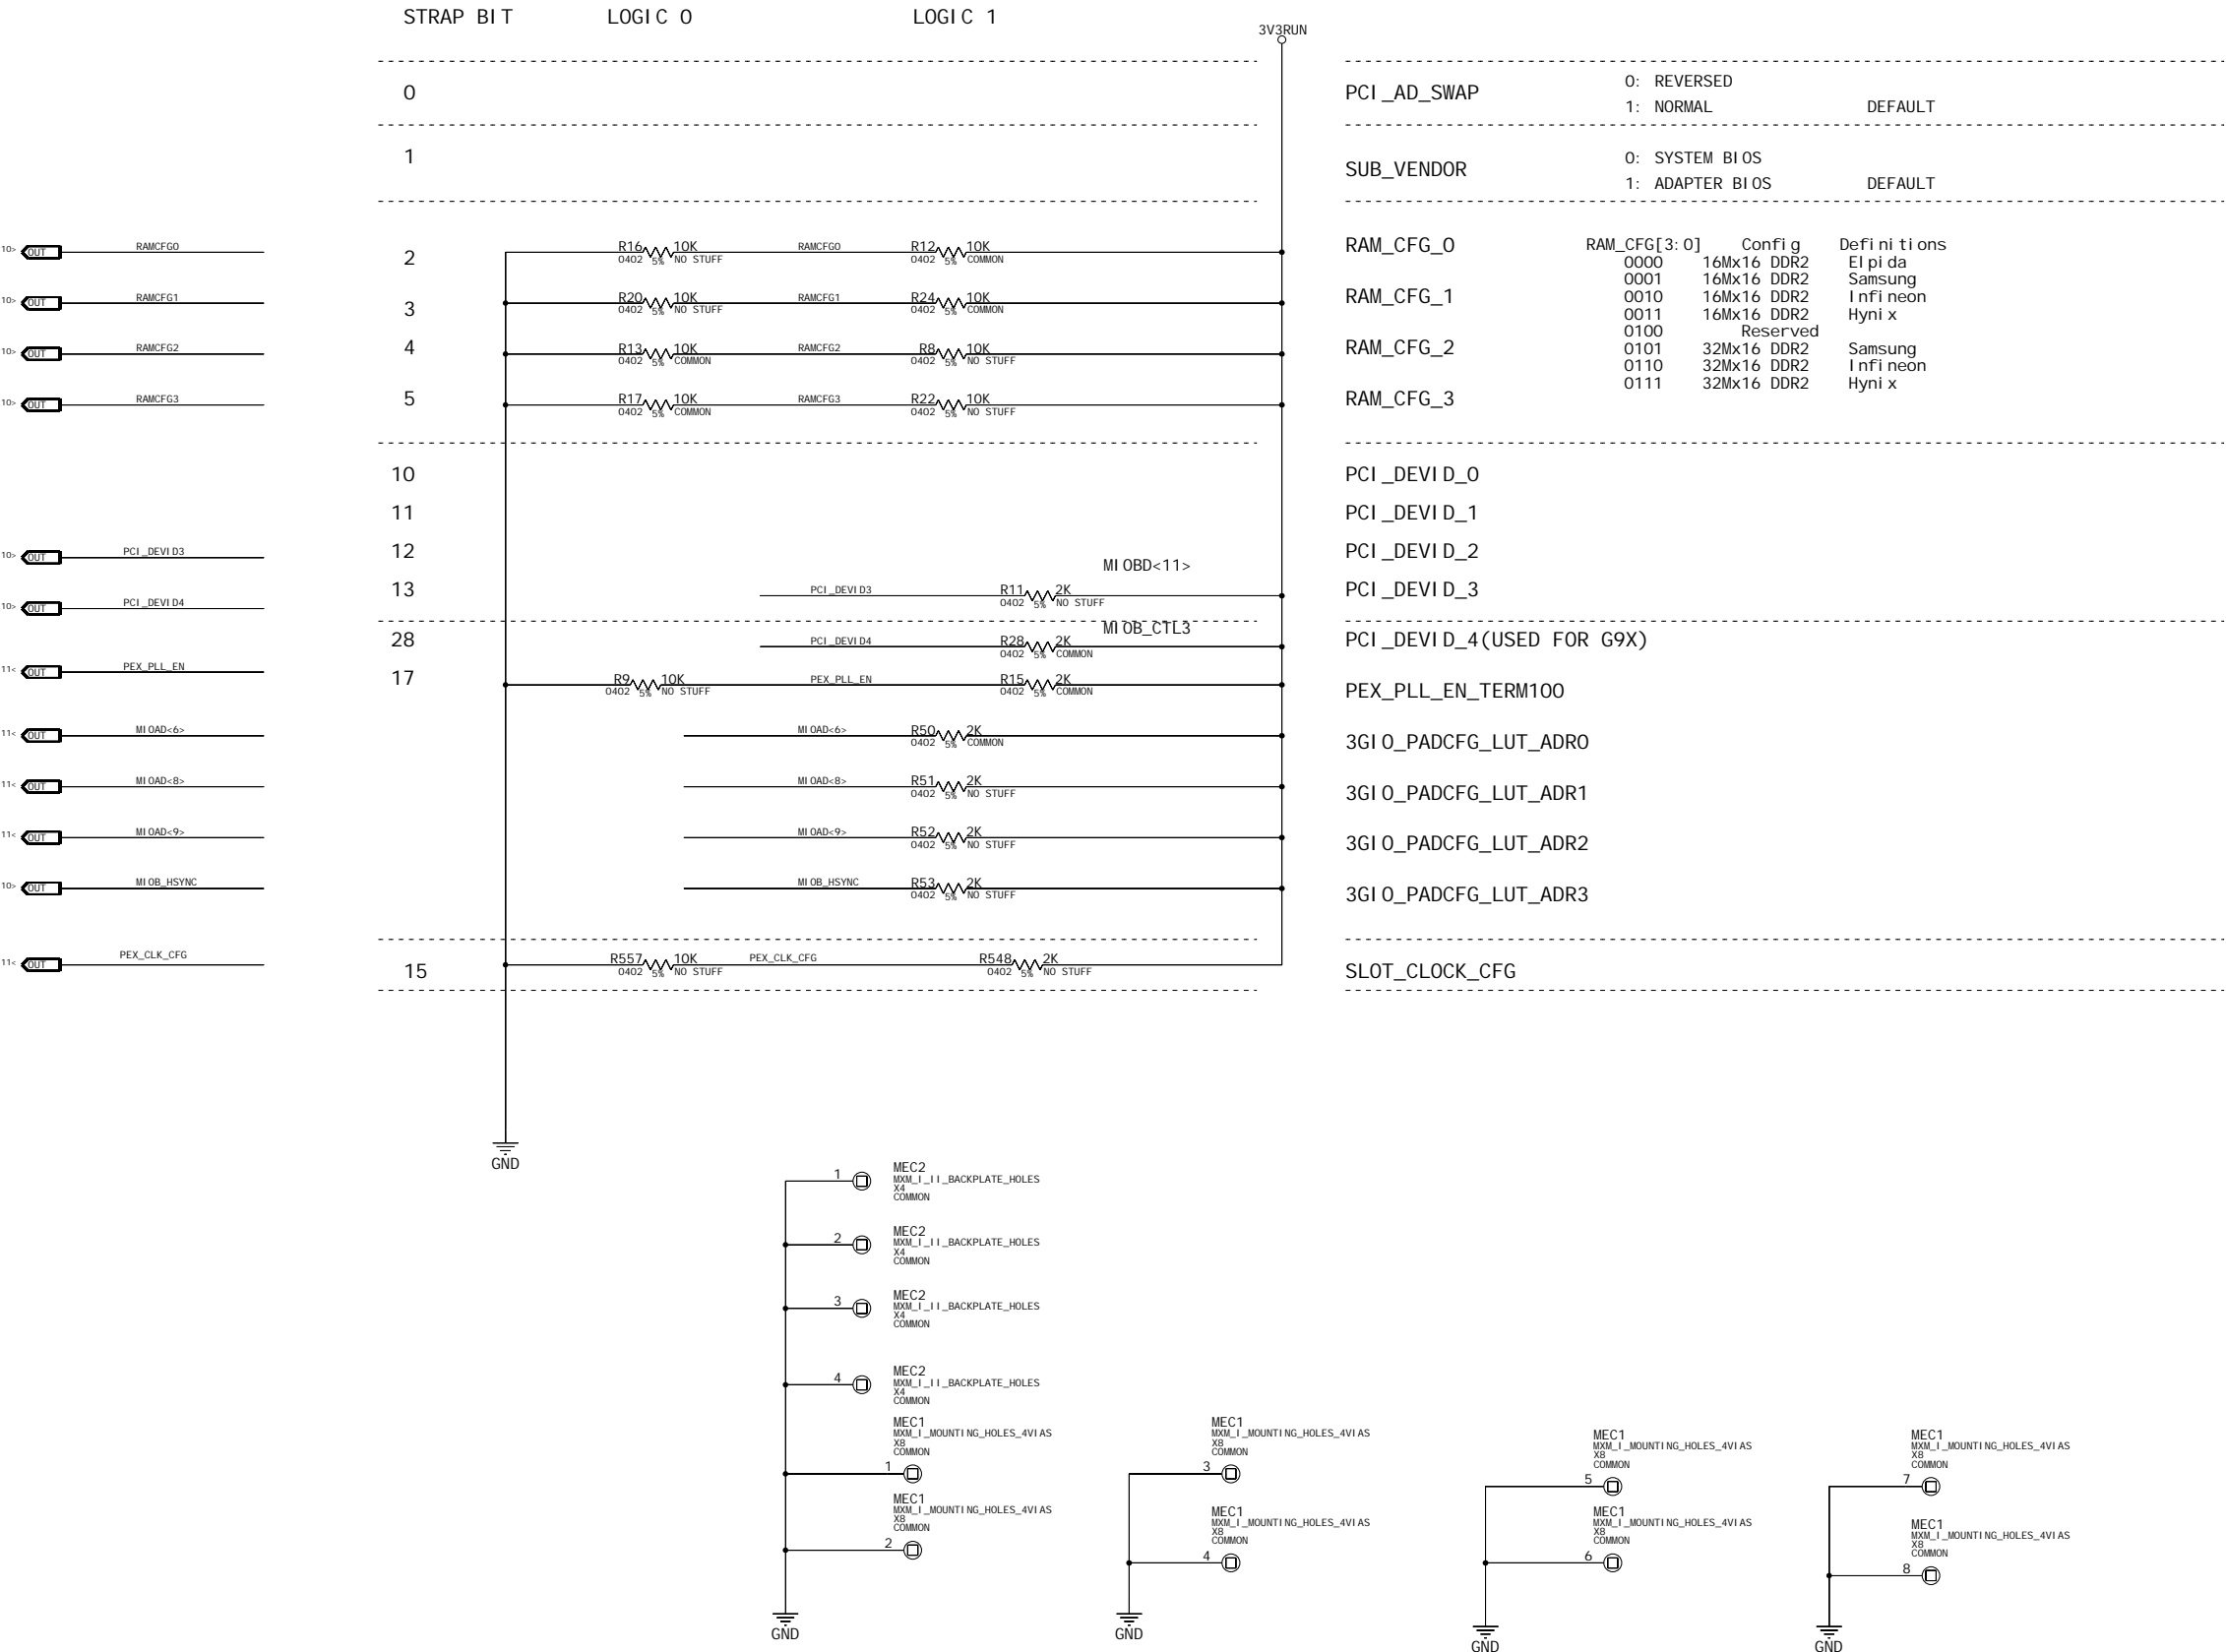 STRAP BIT LOGIC 0 LOGIC 1
3V3RUN
0 PCI_AD_SWAP 0: REVERSED
1: NORMAL DEFAULT
1 SUB_VENDOR 0: SYSTEM BIOS
1: ADAPTER BIOS DEFAULT
10> OUT RAMCFG0 2 R16 10K 0402 5% NO STUFF RAMCFG0 R12 10K 0402 5% COMMON RAM_CFG_0
10> OUT RAMCFG1 3 R20 10K 0402 5% NO STUFF RAMCFG1 R24 10K 0402 5% COMMON RAM_CFG_1
10> OUT RAMCFG2 4 R13 10K 0402 5% COMMON RAMCFG2 R8 10K 0402 5% NO STUFF RAM_CFG_2
10> OUT RAMCFG3 5 R17 10K 0402 5% COMMON RAMCFG3 R22 10K 0402 5% NO STUFF RAM_CFG_3
RAM_CFG[3:0] Config Definitions
0000 16Mx16 DDR2 Elpida
0001 16Mx16 DDR2 Samsung
0010 16Mx16 DDR2 Infineon
0011 16Mx16 DDR2 Hynix
0100 Reserved
0101 32Mx16 DDR2 Samsung
0110 32Mx16 DDR2 Infineon
0111 32Mx16 DDR2 Hynix
10 PCI_DEVID_0
11 PCI_DEVID_1
10> OUT PCI_DEVID3 12 PCI_DEVID_2
MIOBD<11>
13 PCI_DEVID3 R11 2K 0402 5% NO STUFF PCI_DEVID_3
10> OUT PCI_DEVID4
MIOB_CTL3
28 PCI_DEVID4 R28 2K 0402 5% COMMON PCI_DEVID_4(USED FOR G9X)
11< OUT PEX_PLL_EN 17 R9 10K 0402 5% NO STUFF PEX_PLL_EN R15 2K 0402 5% COMMON PEX_PLL_EN_TERM100
11< OUT MIOAD<6> MIOAD<6> R50 2K 0402 5% COMMON 3GIO_PADCFG_LUT_ADR0
11< OUT MIOAD<8> MIOAD<8> R51 2K 0402 5% NO STUFF 3GIO_PADCFG_LUT_ADR1
11< OUT MIOAD<9> MIOAD<9> R52 2K 0402 5% NO STUFF 3GIO_PADCFG_LUT_ADR2
10> OUT MIOB_HSYNC MIOB_HSYNC R53 2K 0402 5% NO STUFF 3GIO_PADCFG_LUT_ADR3
11< OUT PEX_CLK_CFG 15 R557 10K 0402 5% NO STUFF PEX_CLK_CFG R548 2K 0402 5% NO STUFF SLOT_CLOCK_CFG
GND
1 MEC2
MXM_I_II_BACKPLATE_HOLES
X4
COMMON
2 MEC2
MXM_I_II_BACKPLATE_HOLES
X4
COMMON
3 MEC2
MXM_I_II_BACKPLATE_HOLES
X4
COMMON
4 MEC2
MXM_I_II_BACKPLATE_HOLES
X4
COMMON
MEC1
MXM_I_MOUNTING_HOLES_4VIAS
X8
COMMON
1
MEC1
MXM_I_MOUNTING_HOLES_4VIAS
X8
COMMON
2
GND
MEC1
MXM_I_MOUNTING_HOLES_4VIAS
X8
COMMON
3
MEC1
MXM_I_MOUNTING_HOLES_4VIAS
X8
COMMON
4
GND
MEC1
MXM_I_MOUNTING_HOLES_4VIAS
X8
COMMON
5
MEC1
MXM_I_MOUNTING_HOLES_4VIAS
X8
COMMON
6
GND
MEC1
MXM_I_MOUNTING_HOLES_4VIAS
X8
COMMON
7
MEC1
MXM_I_MOUNTING_HOLES_4VIAS
X8
COMMON
8
GND